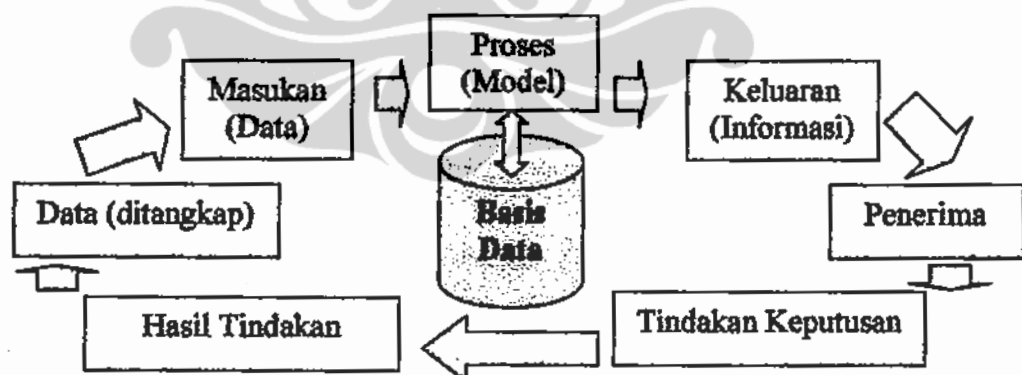 Proses
(Model)
Masukan
(Data)
Keluaran
(Informasi)
Data (ditangkap)
Basis
Data
Penerima
Hasil Tindakan
Tindakan Keputusan